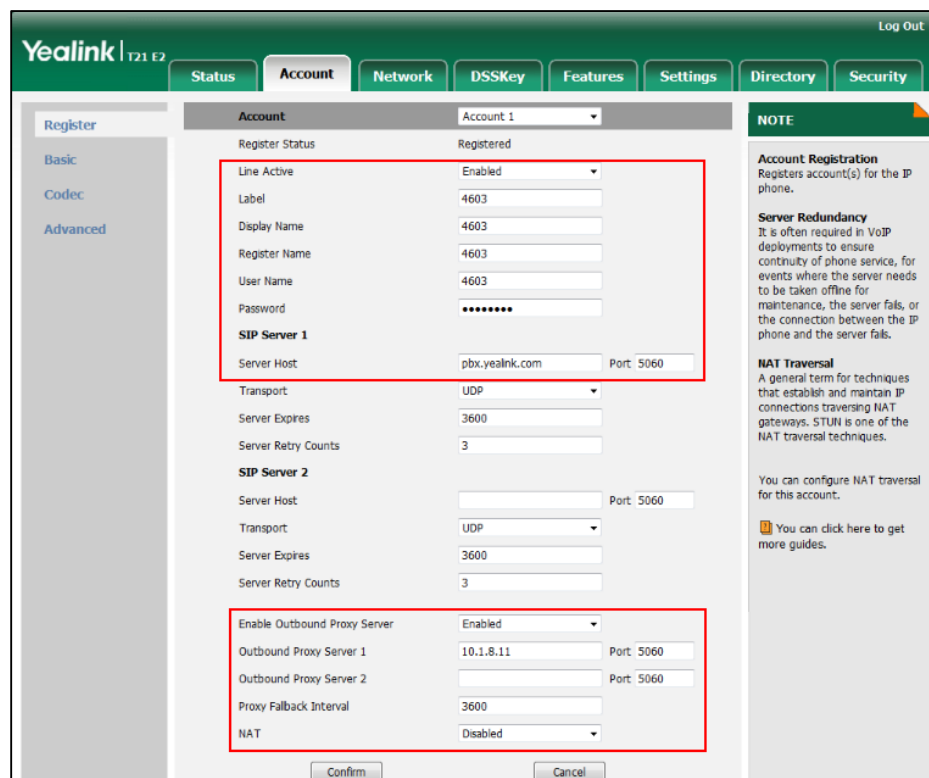 Log Out
Yealink T21 E2
Status Account Network DSSKey Features Settings Directory Security
Register
Basic
Codec
Advanced
Account Account 1
Register Status Registered
Line Active Enabled
Label 4603
Display Name 4603
Register Name 4603
User Name 4603
Password ••••••••
SIP Server 1
Server Host pbx.yealink.com Port 5060
Transport UDP
Server Expires 3600
Server Retry Counts 3
SIP Server 2
Server Host Port 5060
Transport UDP
Server Expires 3600
Server Retry Counts 3
Enable Outbound Proxy Server Enabled
Outbound Proxy Server 1 10.1.8.11 Port 5060
Outbound Proxy Server 2 Port 5060
Proxy Fallback Interval 3600
NAT Disabled
Confirm Cancel
NOTE
Account Registration
Registers account(s) for the IP
phone.
Server Redundancy
It is often required in VoIP
deployments to ensure
continuity of phone service, for
events where the server needs
to be taken offline for
maintenance, the server fails, or
the connection between the IP
phone and the server fails.
NAT Traversal
A general term for techniques
that establish and maintain IP
connections traversing NAT
gateways. STUN is one of the
NAT traversal techniques.
You can configure NAT traversal
for this account.
You can click here to get
more guides.